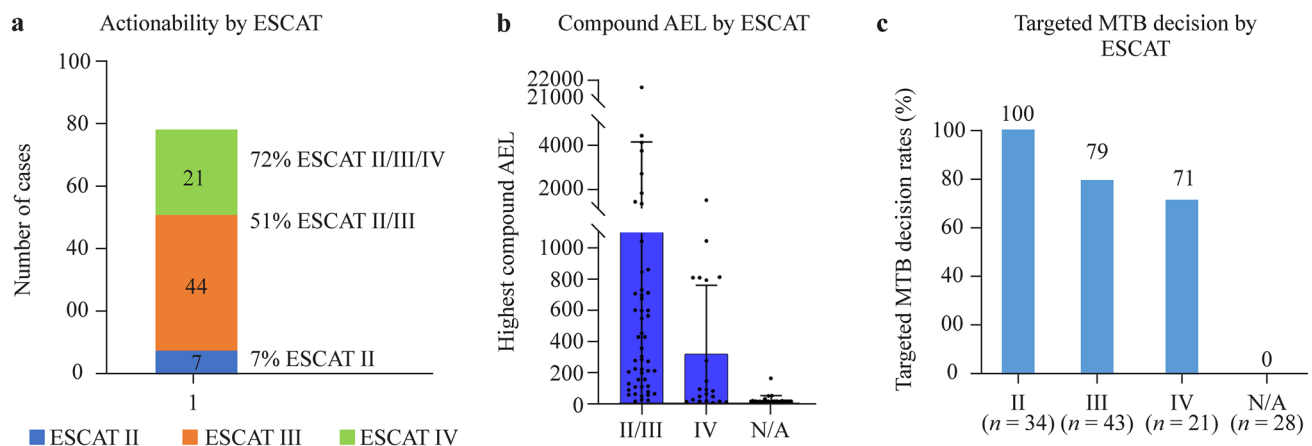 a
Actionability by ESCAT
Number of cases
100
80
60
40
00
0
21
44
7
72% ESCAT II/III/IV
51% ESCAT II/III
7% ESCAT II
1
ESCAT II
ESCAT III
ESCAT IV
b
Compound AEL by ESCAT
Highest compound AEL
22000
21000
4000
2000
1000
800
600
400
200
0
II/III
IV
N/A
c
Targeted MTB decision by
ESCAT
Targeted MTB decision rates (%)
100
80
60
40
00
0
100
79
71
0
II
III
IV
N/A
(n = 34)
(n = 43)
(n = 21)
(n = 28)